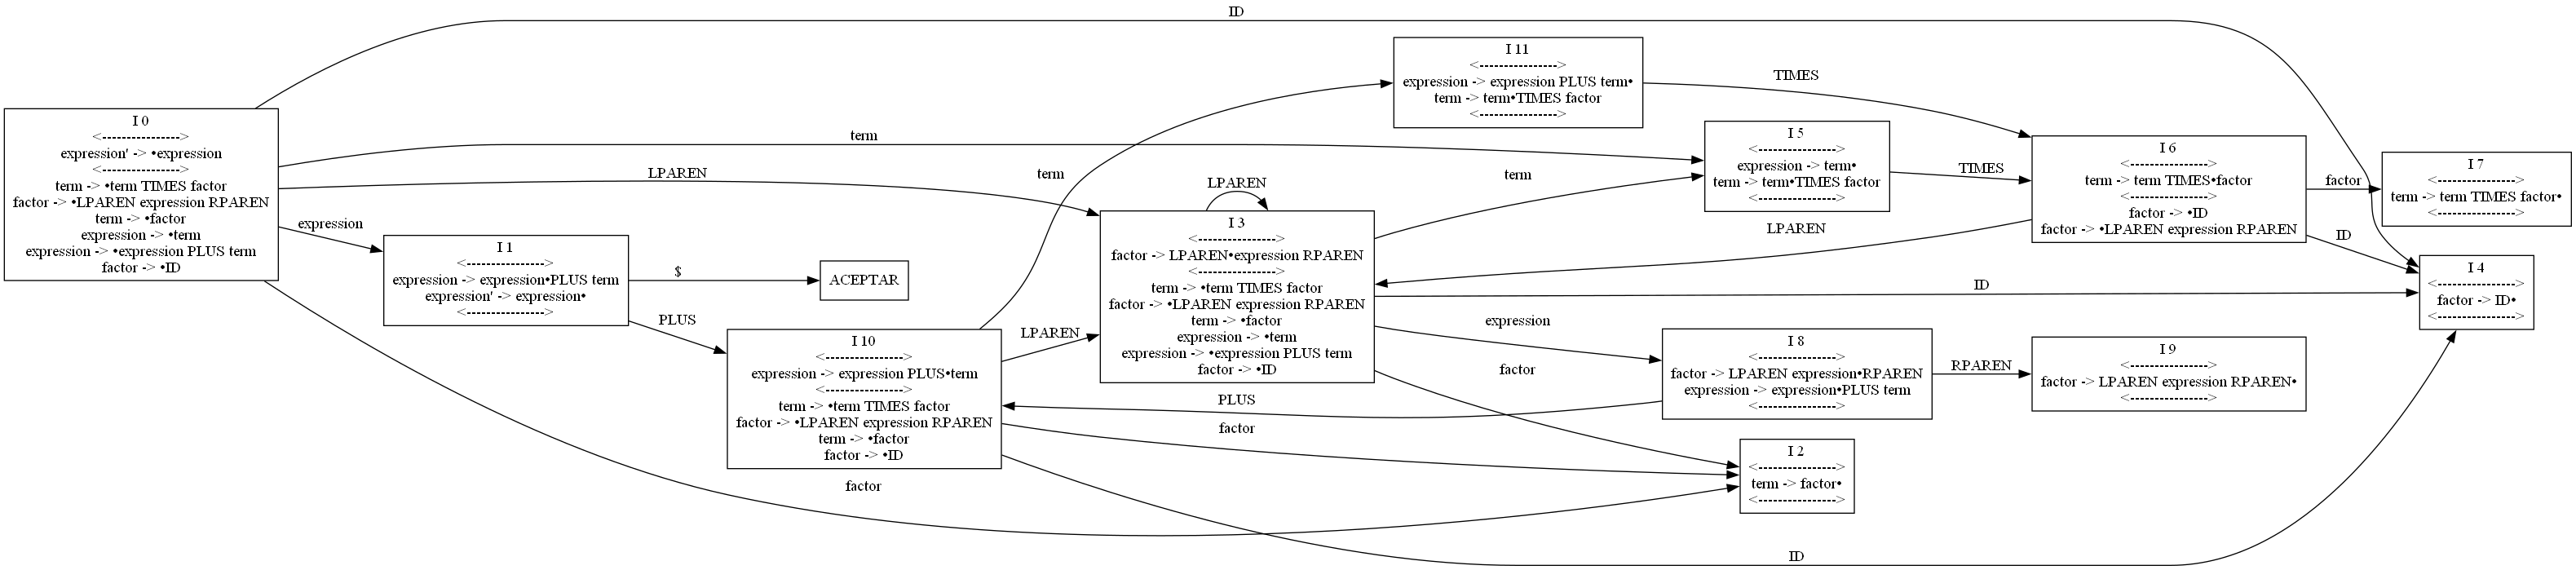 ID
I 0
<----------------->
expression' -> •expression
<----------------->
term -> •term TIMES factor
factor -> •LPAREN expression RPAREN
term -> •factor
expression -> •term
expression -> •expression PLUS term
factor -> •ID
term
LPAREN
expression
factor
I 1
<----------------->
expression -> expression•PLUS term
expression' -> expression•
<----------------->
$
PLUS
ACEPTAR
I 10
<----------------->
expression -> expression PLUS•term
<----------------->
term -> •term TIMES factor
factor -> •LPAREN expression RPAREN
term -> •factor
factor -> •ID
term
LPAREN
factor
ID
I 11
<----------------->
expression -> expression PLUS term•
term -> term•TIMES factor
<----------------->
TIMES
LPAREN
I 3
<----------------->
factor -> LPAREN•expression RPAREN
<----------------->
term -> •term TIMES factor
factor -> •LPAREN expression RPAREN
term -> •factor
expression -> •term
expression -> •expression PLUS term
factor -> •ID
term
ID
expression
factor
I 5
<----------------->
expression -> term•
term -> term•TIMES factor
<----------------->
TIMES
I 6
<----------------->
term -> term TIMES•factor
<----------------->
factor -> •ID
factor -> •LPAREN expression RPAREN
LPAREN
factor
ID
I 7
<----------------->
term -> term TIMES factor•
<----------------->
I 4
<----------------->
factor -> ID•
<----------------->
I 8
<----------------->
factor -> LPAREN expression•RPAREN
expression -> expression•PLUS term
<----------------->
PLUS
RPAREN
I 9
<----------------->
factor -> LPAREN expression RPAREN•
<----------------->
I 2
<----------------->
term -> factor•
<----------------->